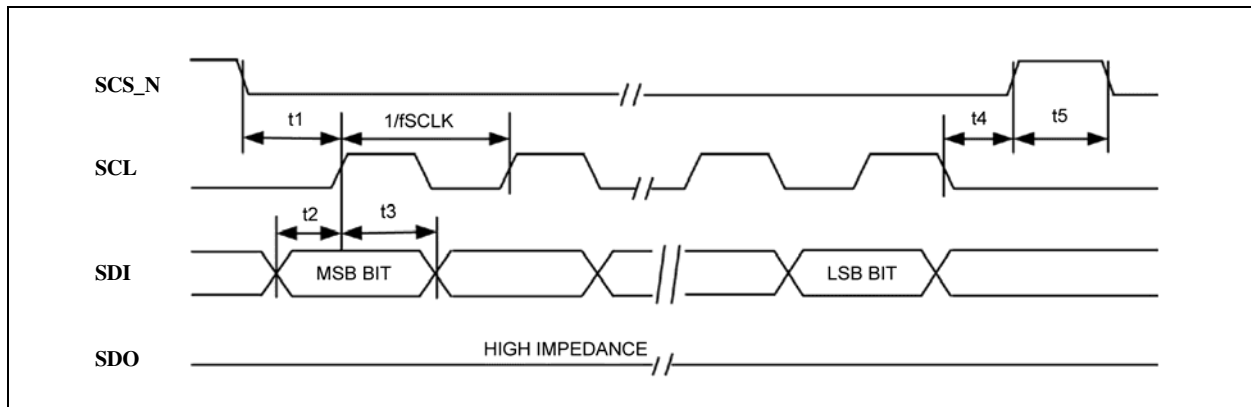 SCS_N
t1
1/fSCLK
t4
t5
SCL
t2
t3
SDI
MSB BIT
LSB BIT
SDO
HIGH IMPEDANCE